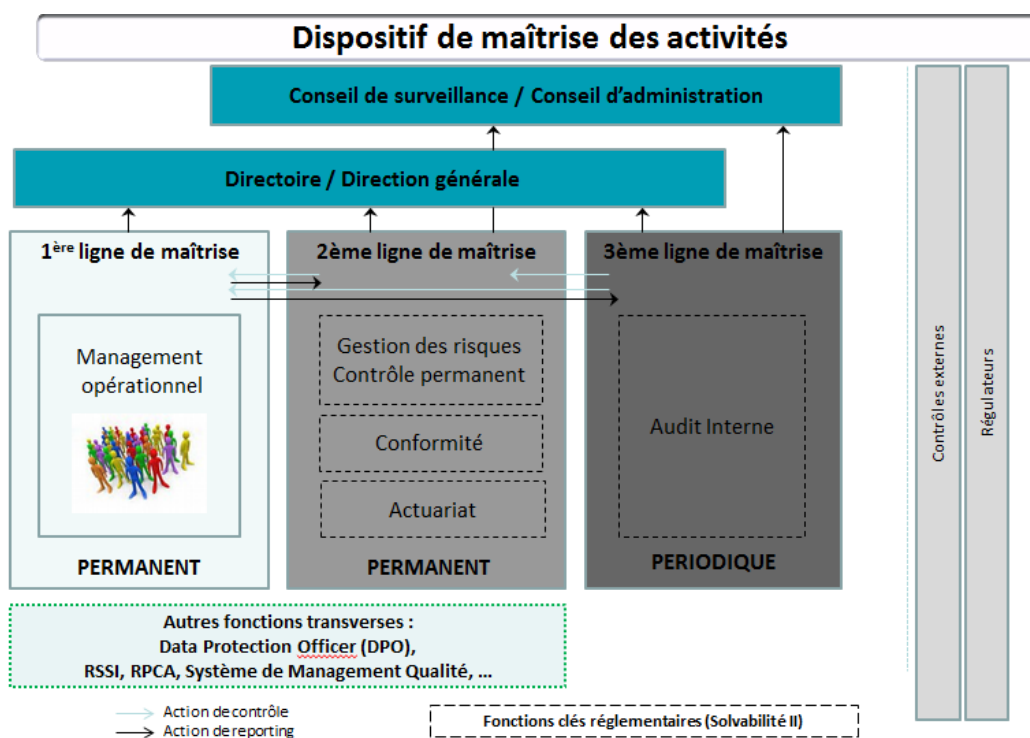 Dispositif de maîtrise des activités
Conseil de surveillance / Conseil d'administration
Directoire / Direction générale
1ère ligne de maîtrise
2ème ligne de maîtrise
3ème ligne de maîtrise
Management
opérationnel
Gestion des risques
Contrôle permanent
Conformité
Actuariat
Audit Interne
PERMANENT
PERMANENT
PERIODIQUE
Contrôles externes
Régulateurs
Autres fonctions transverses :
Data Protection Officer (DPO),
RSSI, RPCA, Système de Management Qualité, ...
Action de contrôle
Action de reporting
Fonctions clés réglementaires (Solvabilité II)